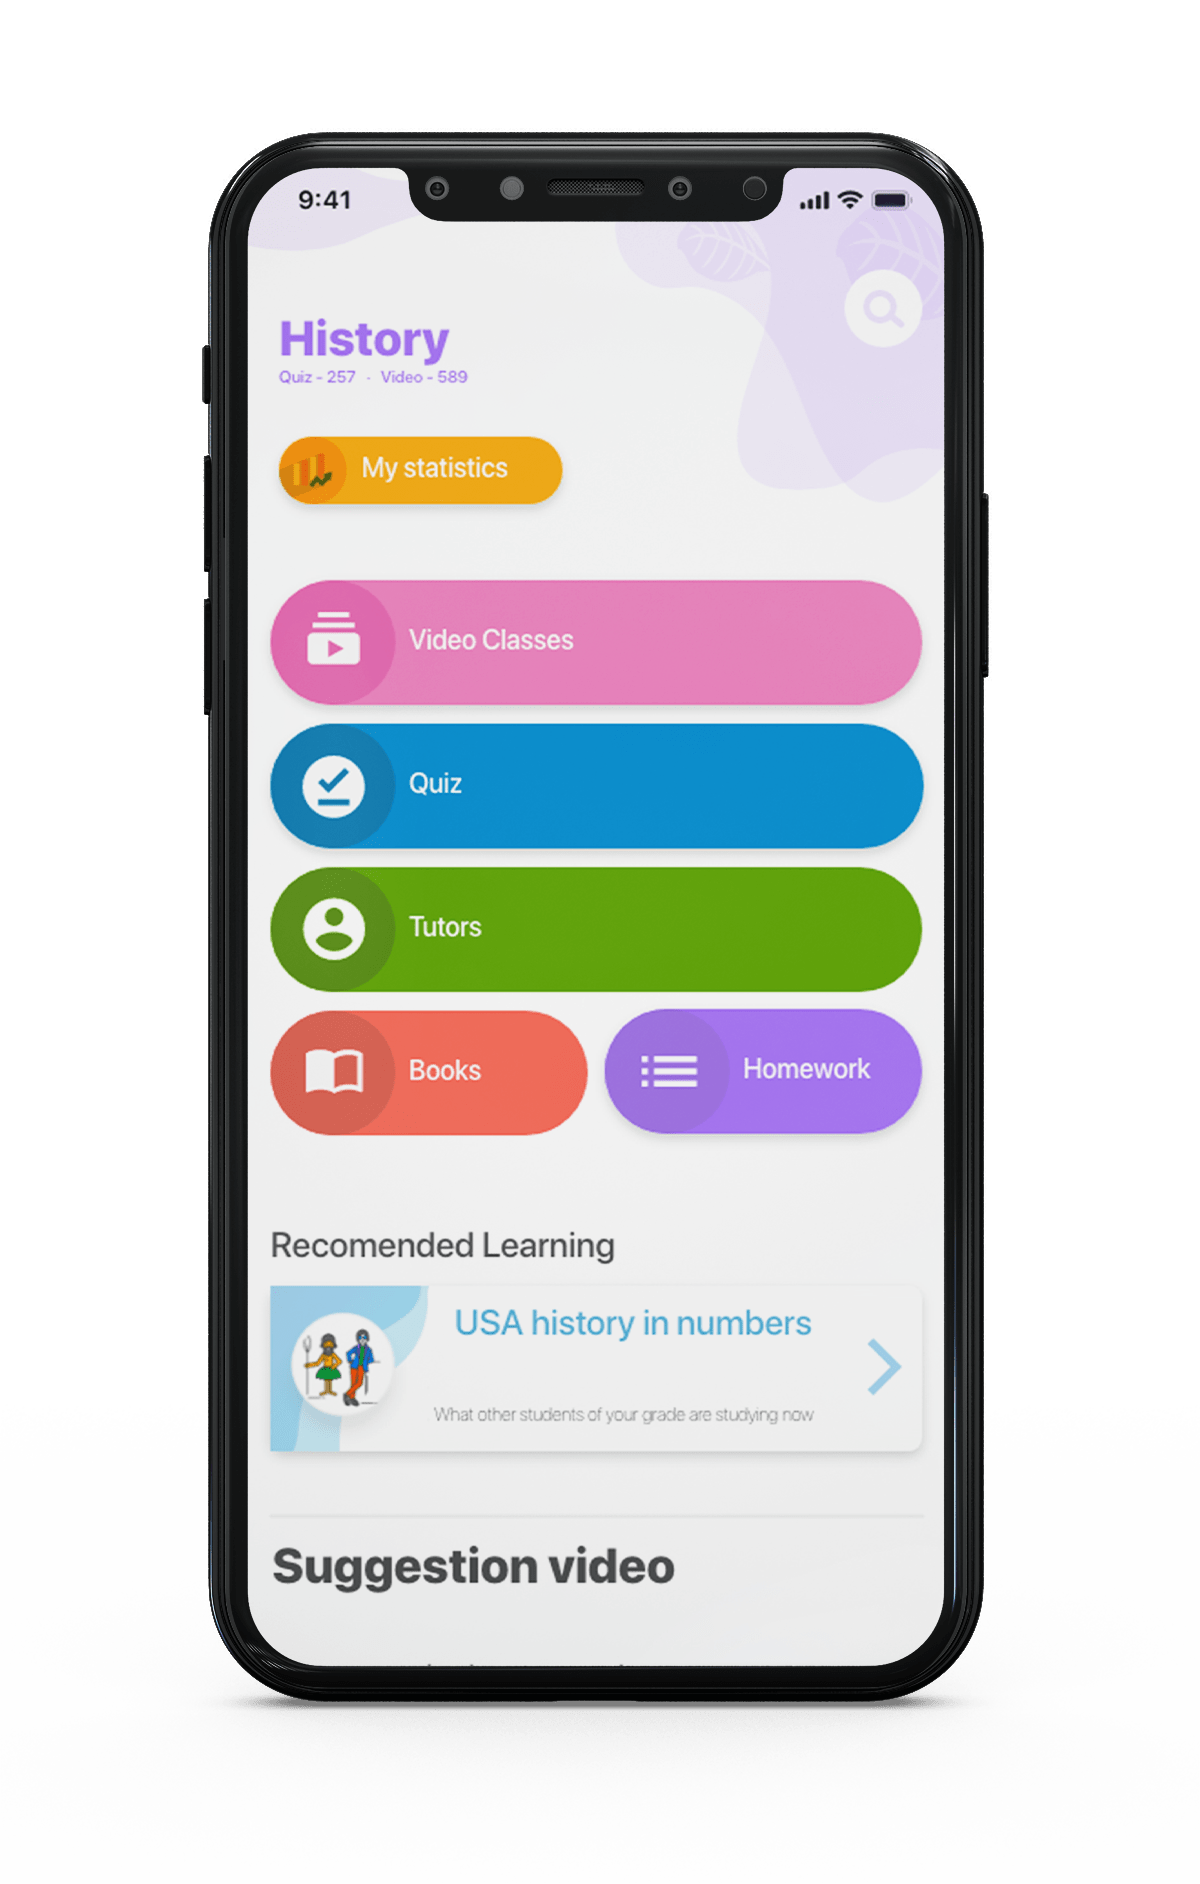 9:41
History
Quiz - 257 · Video - 589
My statistics
Video Classes
Quiz
Tutors
Books
Homework
Recomended Learning
USA history in numbers
What other students of your grade are studying now
Suggestion video